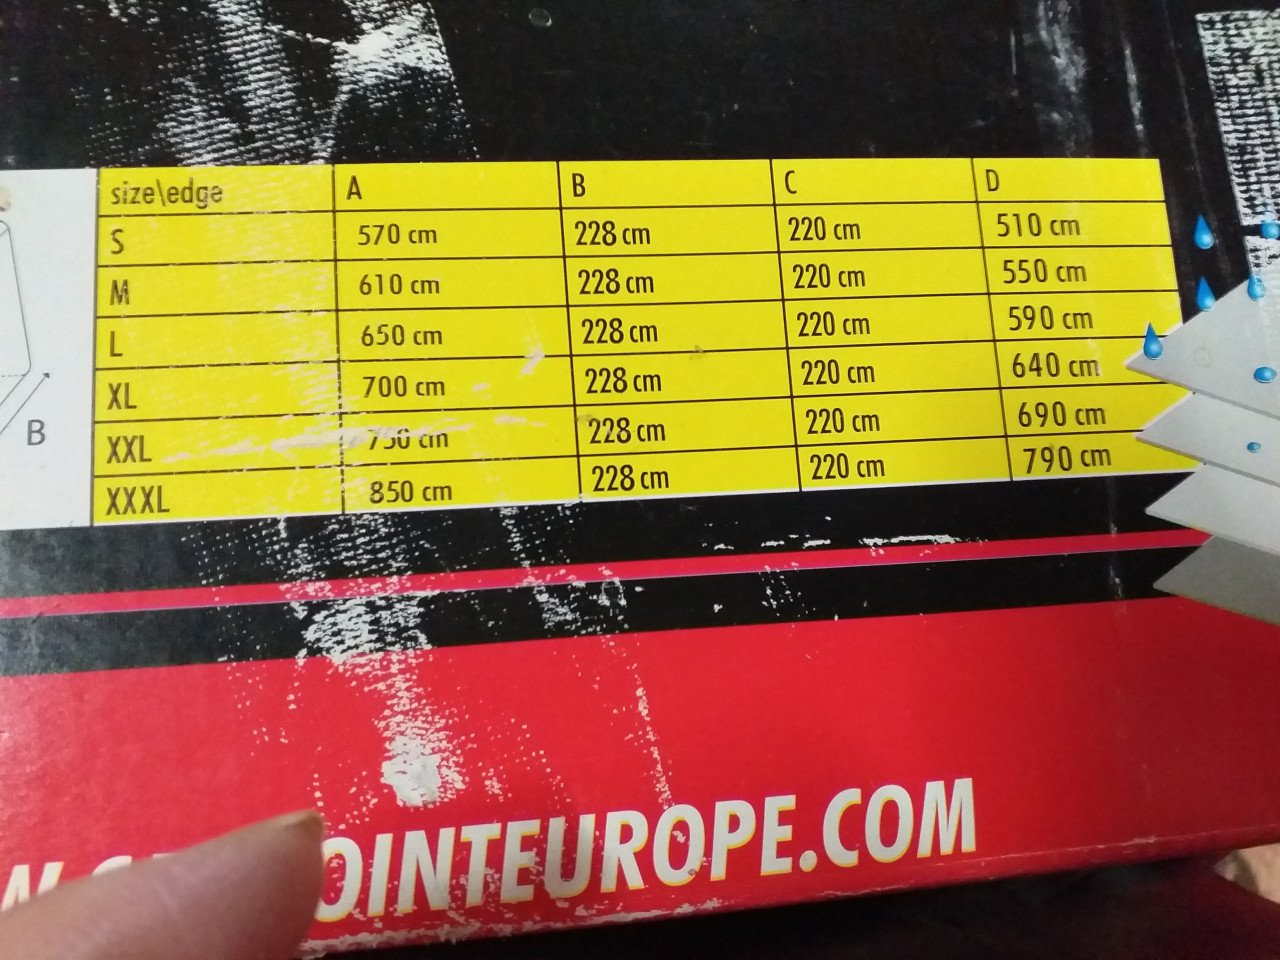 size\edge A B C D
S 570 cm 228 cm 220 cm 510 cm
M 610 cm 228 cm 220 cm 550 cm
L 650 cm 228 cm 220 cm 590 cm
XL 700 cm 228 cm 220 cm 640 cm
XXL 750 cm 228 cm 220 cm 690 cm
XXXL 850 cm 228 cm 220 cm 790 cm
B
OINTEUROPE.COM